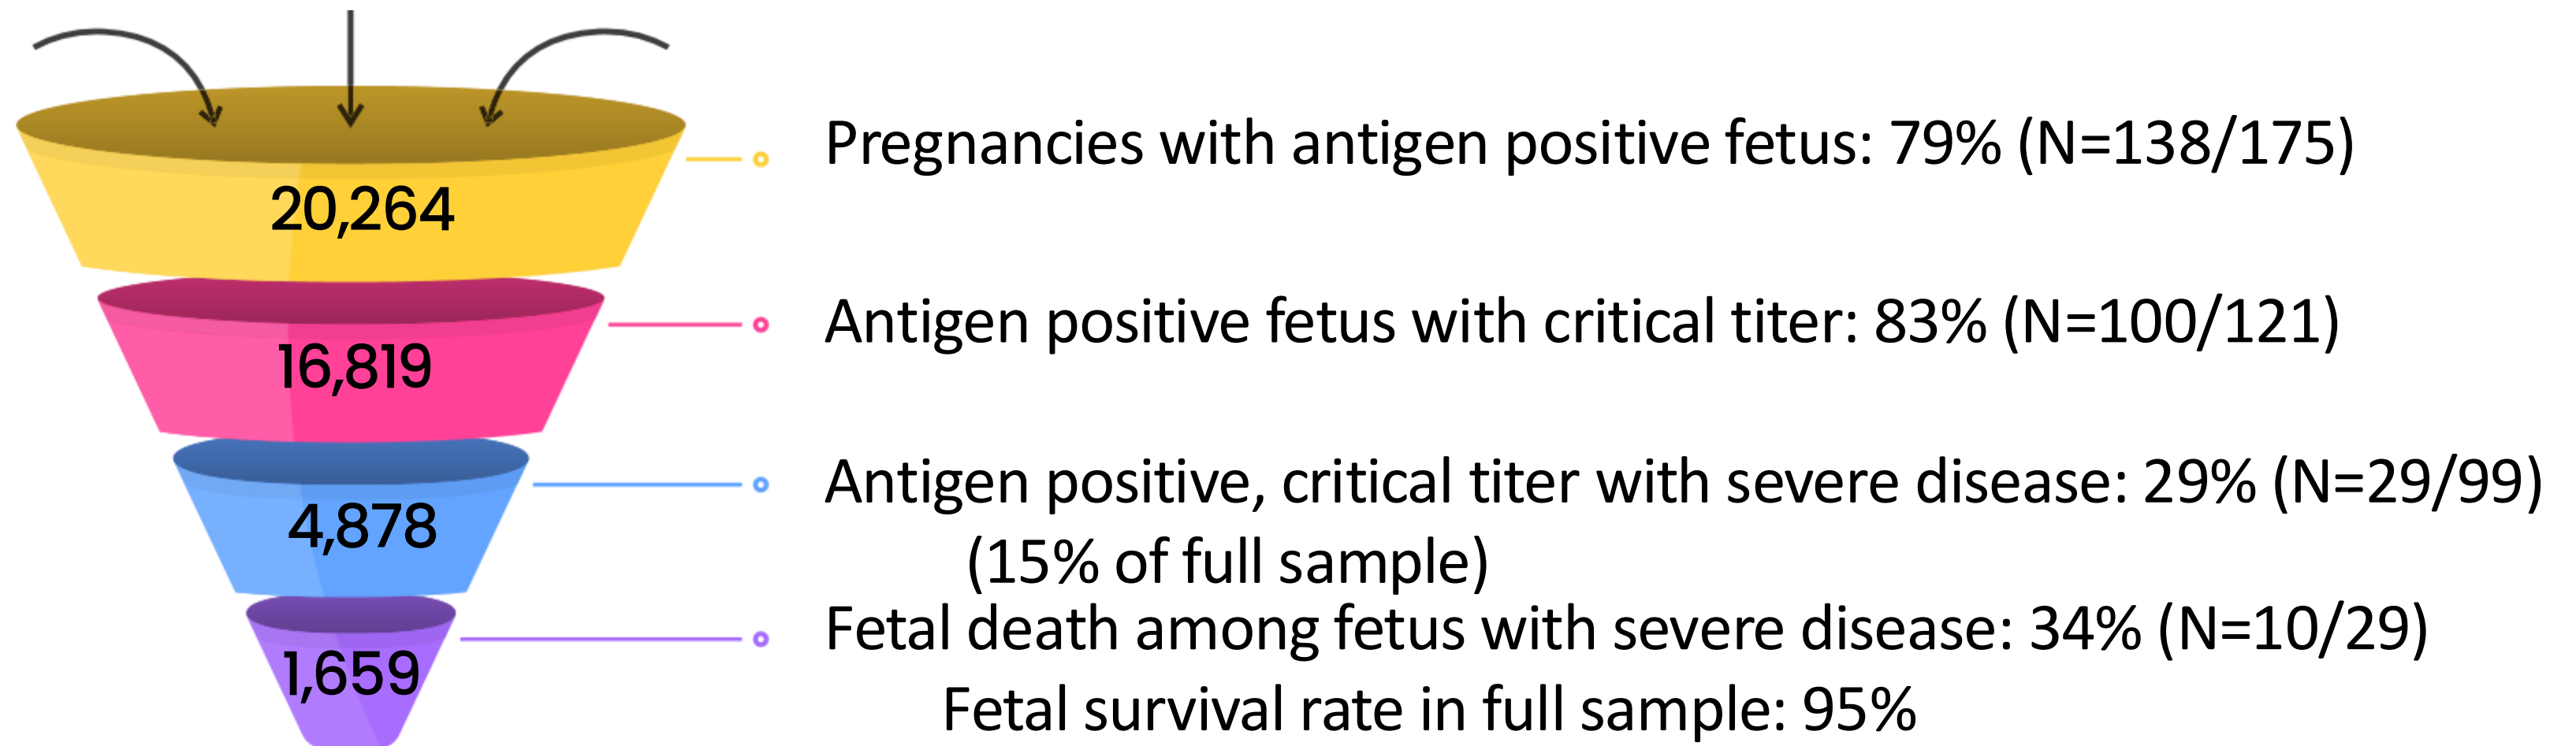 Pregnancies with antigen positive fetus: 79% (N=138/175)
20,264
Antigen positive fetus with critical titer: 83% (N=100/121)
16,819
Antigen positive, critical titer with severe disease: 29% (N=29/99)
4,878
(15% of full sample)
Fetal death among fetus with severe disease: 34% (N=10/29)
1,659
Fetal survival rate in full sample: 95%